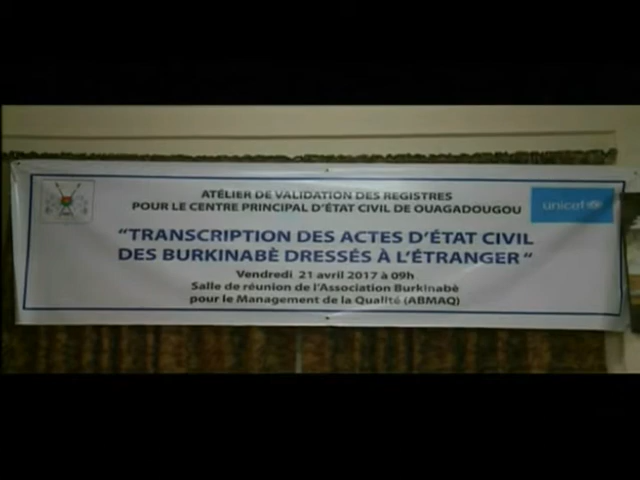 ATÉLIER DE VALIDATION DES REGISTRES
POUR LE CENTRE PRINCIPAL D'ÉTAT CIVIL DE OUAGADOUGOU
unicef
"TRANSCRIPTION DES ACTES D'ÉTAT CIVIL
DES BURKINABÈ DRESSÉS À L'ÉTRANGER"
Vendredi 21 avril 2017 à 09h
Salle de réunion de l'Association Burkinabè
pour le Management de la Qualité (ABMAQ)